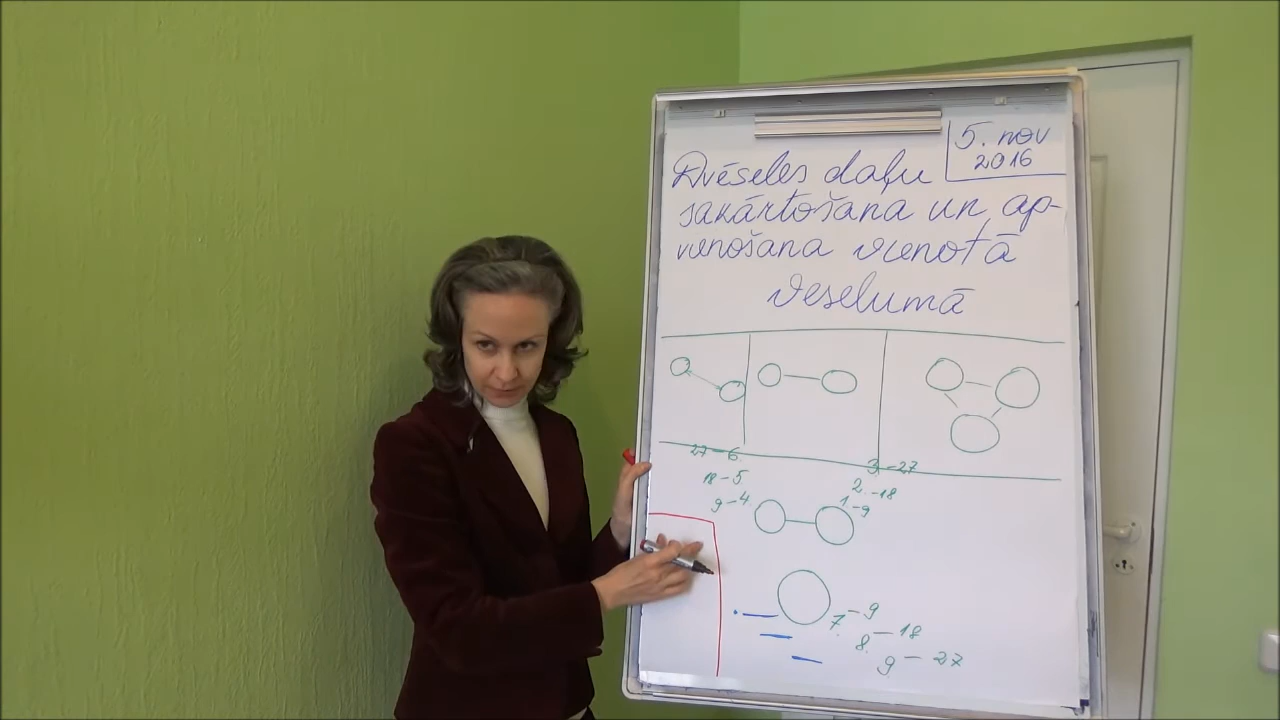 5. nov
2016
Dvēseles daļu
sakārtošana un ap-
vienošana vienotā
veselumā
27-6
18-5
9-4
3-27
2.-18
1.-9
7.-9
8.-18
9-27